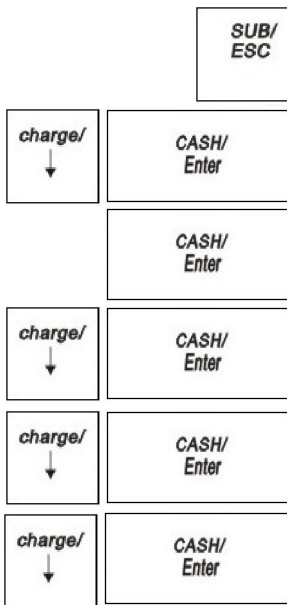 SUB/
ESC
charge/
CASH/
Enter
CASH/
Enter
charge/
CASH/
Enter
charge/
CASH/
Enter
charge/
CASH/
Enter